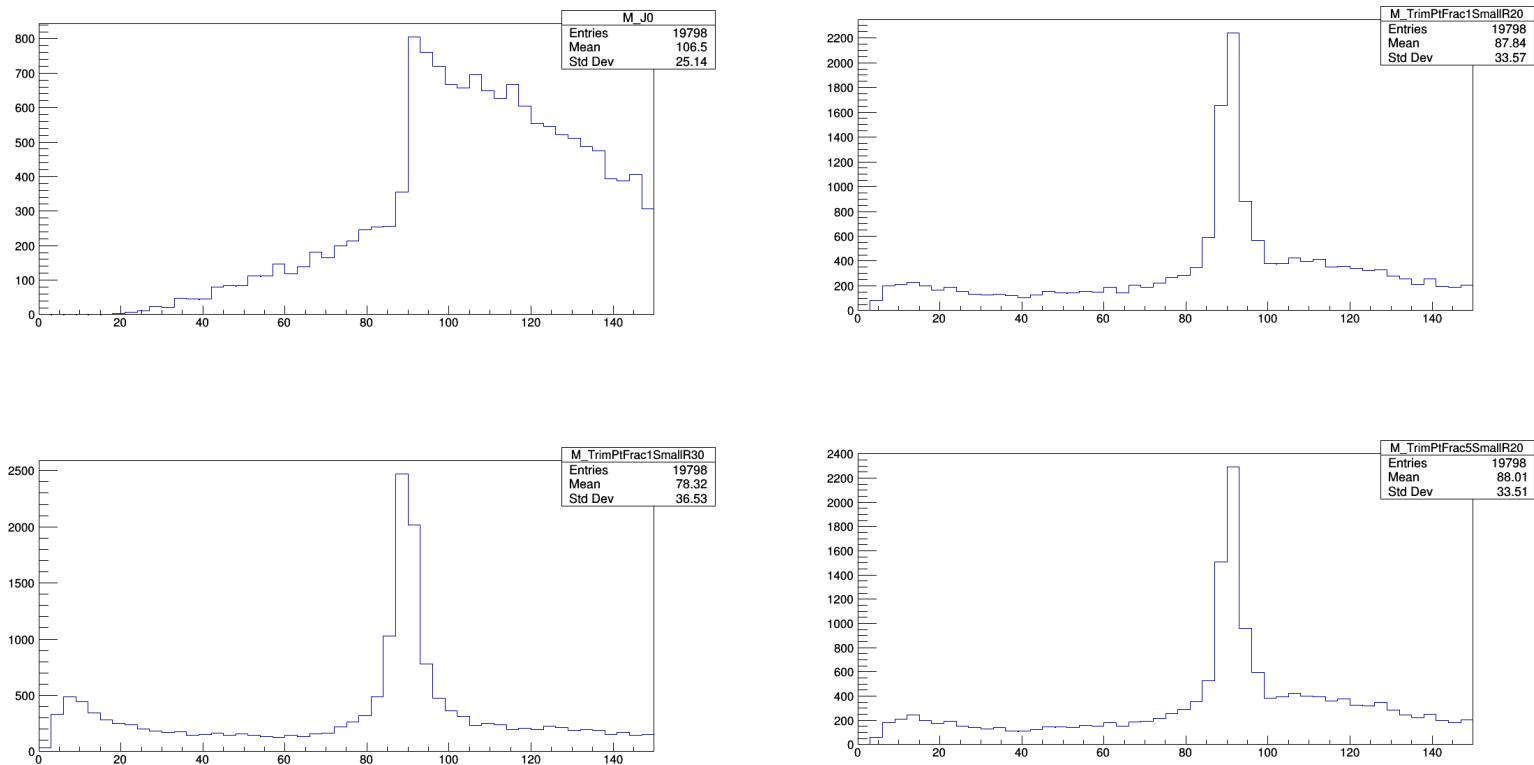 M_J0
Entries 19798
Mean 106.5
Std Dev 25.14
800
700
600
500
400
300
200
100
0
0 20 40 60 80 100 120 140
M_TrimPtFrac1SmallR20
Entries 19798
Mean 87.84
Std Dev 33.57
2200
2000
1800
1600
1400
1200
1000
800
600
400
200
0
0 20 40 60 80 100 120 140
M_TrimPtFrac1SmallR30
Entries 19798
Mean 78.32
Std Dev 36.53
2500
2000
1500
1000
500
0
0 20 40 60 80 100 120 140
M_TrimPtFrac5SmallR20
Entries 19798
Mean 88.01
Std Dev 33.51
2400
2200
2000
1800
1600
1400
1200
1000
800
600
400
200
0
0 20 40 60 80 100 120 140